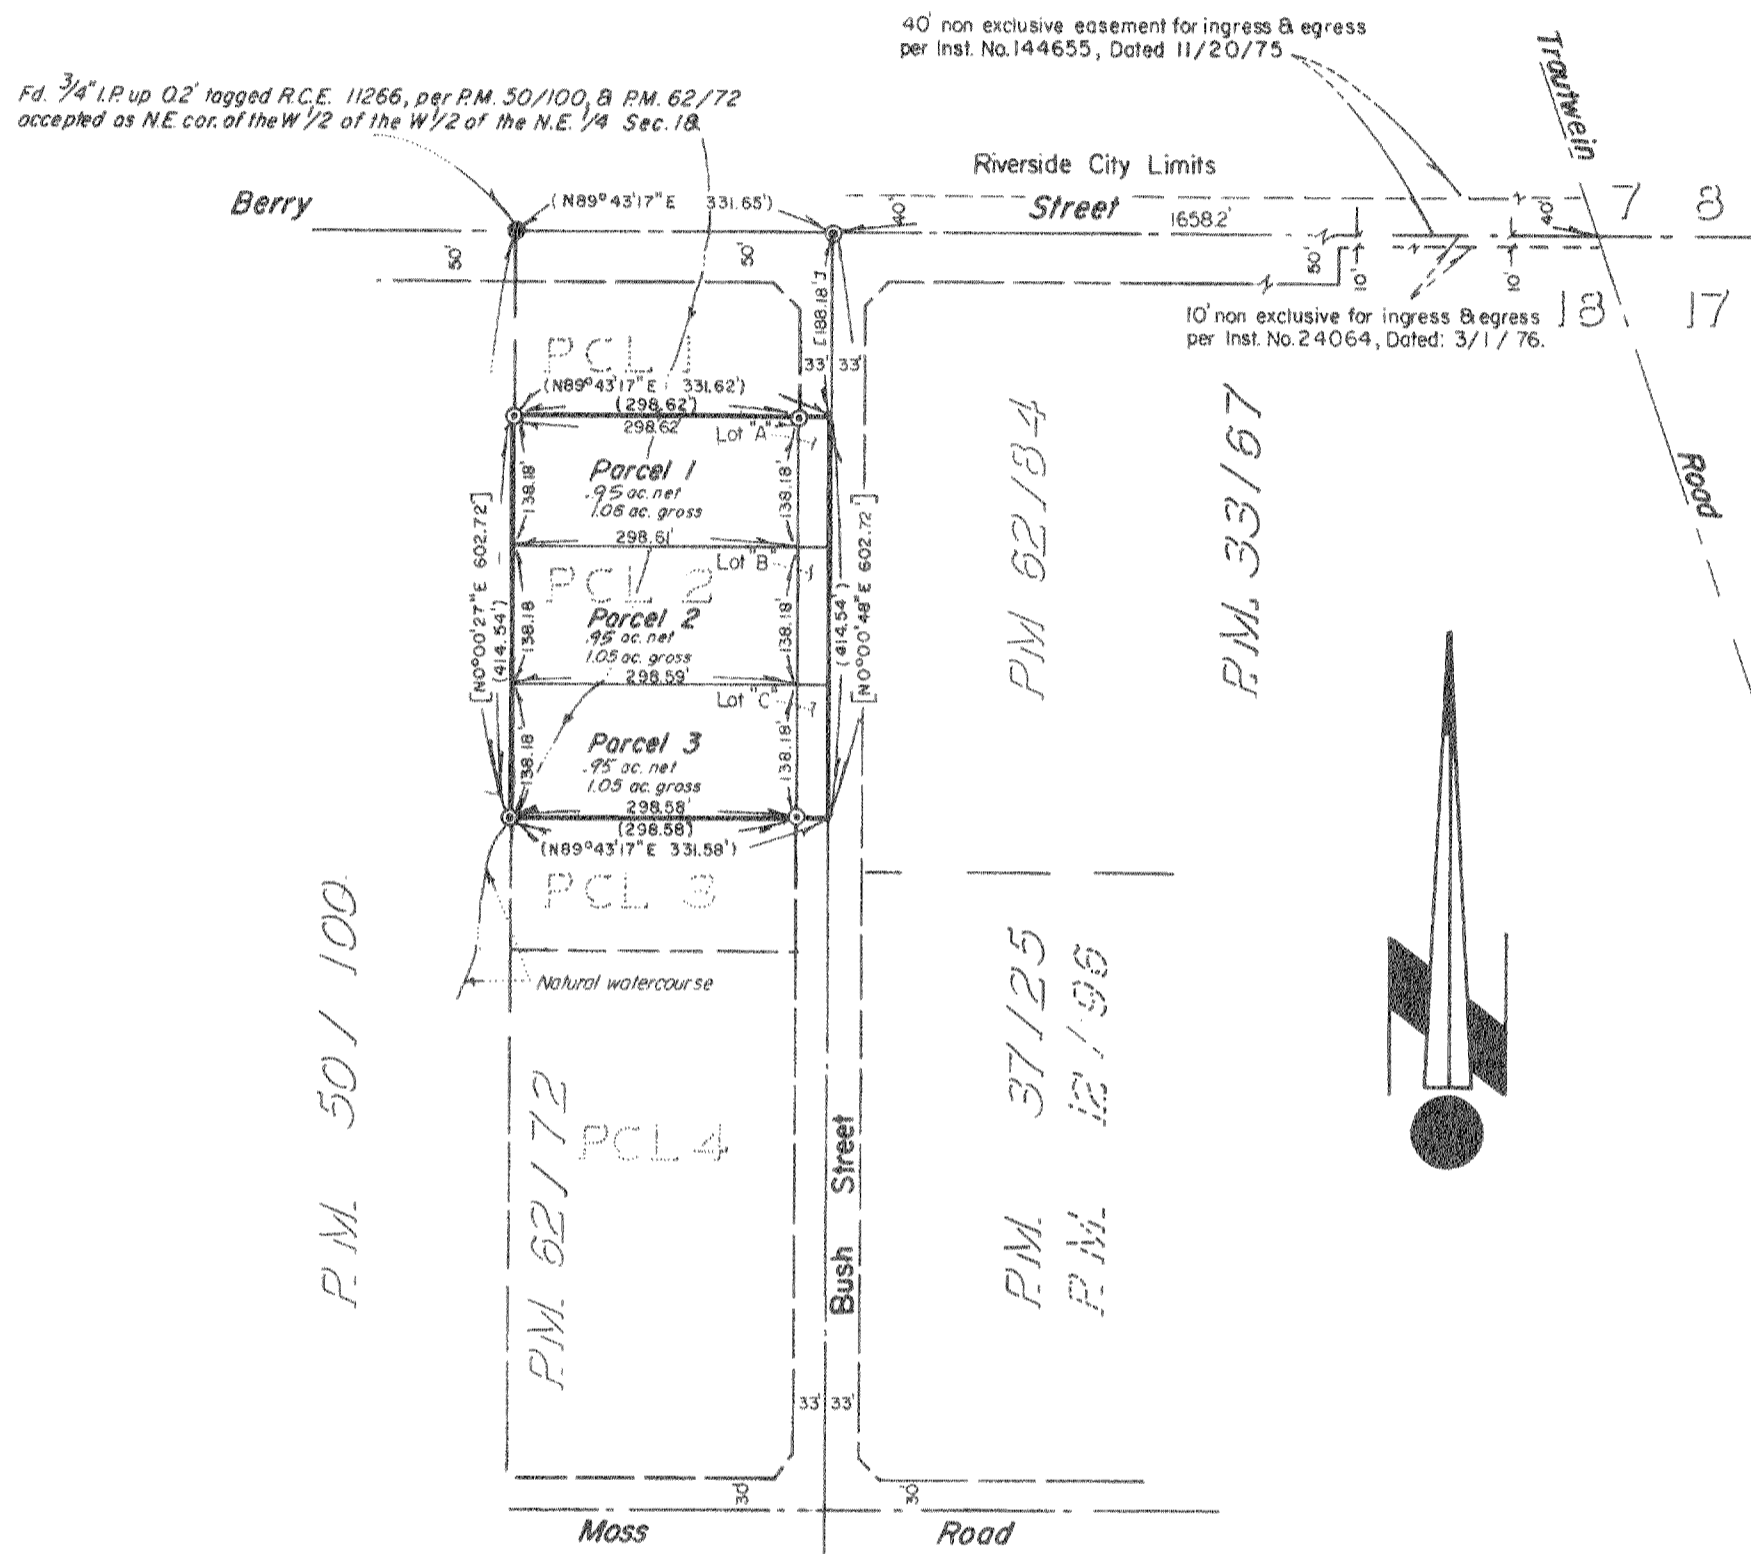 40' non exclusive easement for ingress & egress
per Inst. No. 144655, Dated 11/20/75
Trautwein
Fd. 3/4" I.P. up 0.2' tagged R.C.E. 11266, per P.M. 50/100, & P.M. 62/72
accepted as N.E. cor. of the W 1/2 of the W 1/2 of the N.E. 1/4 Sec. 18
Riverside City Limits
Berry
(N89°43'17"E 331.65')
40'
Street
1658.2'
40'
7 8
50'
50'
50'
10'
10'
[188.18']
18 17
10' non exclusive for ingress & egress
per Inst. No. 24064, Dated: 3/1/76.
PCL 1
33' 33'
(N89°43'17"E 331.62')
(298.62')
298.62'
Lot "A"
Parcel 1
.95 ac. net
1.06 ac. gross
138.18'
138.18'
298.61'
Lot "B"
PCL 2
Parcel 2
.95 ac. net
1.05 ac. gross
138.18
138.18'
298.59'
Lot "C"
Parcel 3
.95 ac. net
1.05 ac. gross
138.18'
138.18'
298.58'
(298.58')
(N89°43'17"E 331.58')
[N0°00'27"E 602.72']
(414.54')
(414.54')
[N0°00'48"E 602.72']
PM 62/84
P.M. 33/67
Road
PCL 3
Natural watercourse
P.M. 50/100
P.M. 62/72
PCL 4
Bush Street
P.M. 37/25
P.M. 12/96
33' 33'
30'
30'
Moss Road